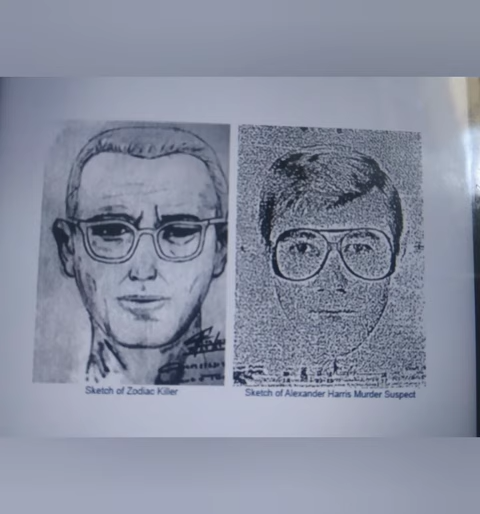 Sketch of Zodiac Killer
Sketch of Alexander Harris Murder Suspect